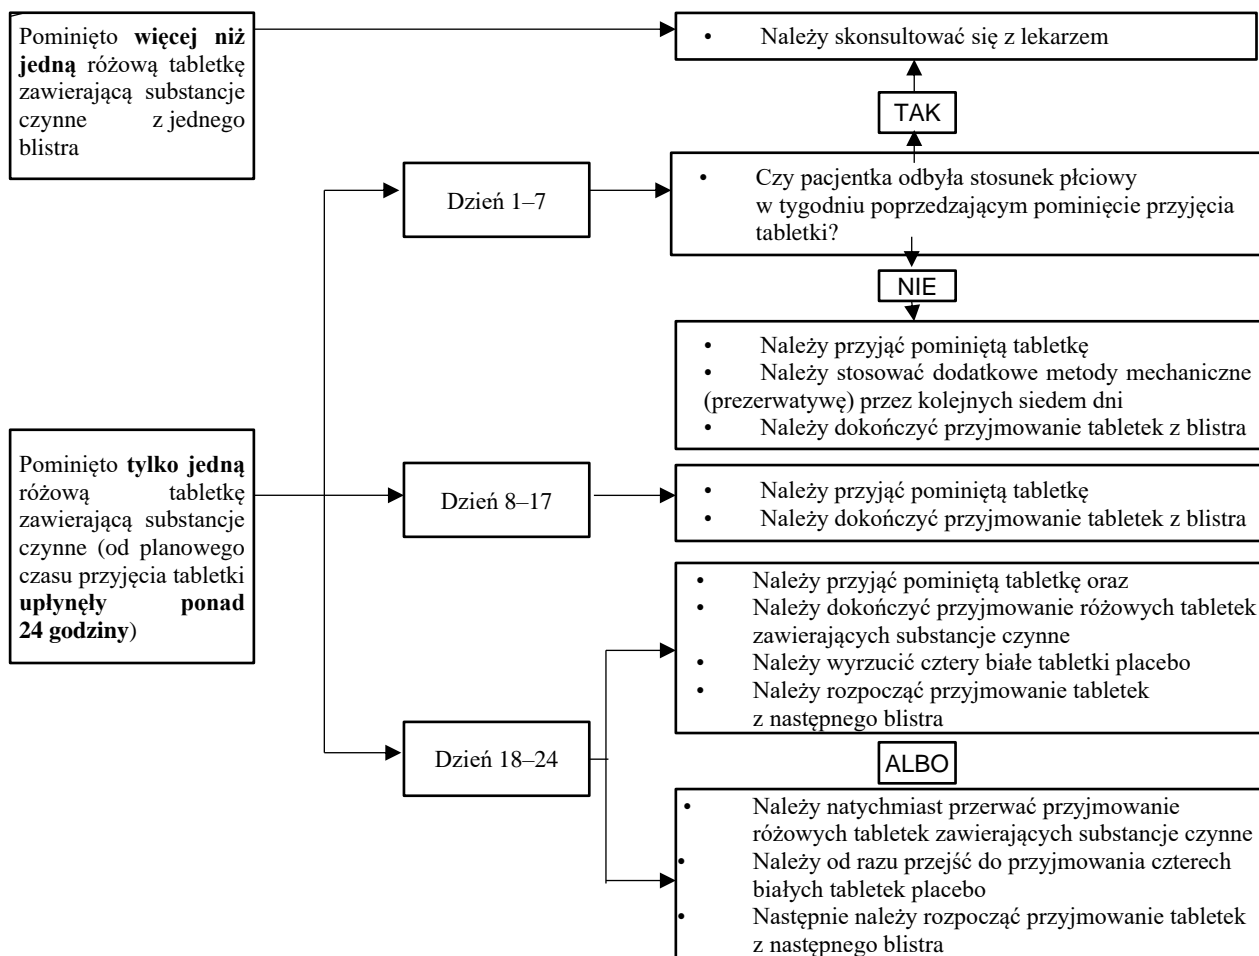 Pominięto więcej niż
jedną różową tabletkę
zawierającą substancje
czynne z jednego
blistra
• Należy skonsultować się z lekarzem
TAK
Dzień 1–7
• Czy pacjentka odbyła stosunek płciowy
w tygodniu poprzedzającym pominięcie przyjęcia
tabletki?
NIE
• Należy przyjąć pominiętą tabletkę
• Należy stosować dodatkowe metody mechaniczne
(prezerwatywę) przez kolejnych siedem dni
• Należy dokończyć przyjmowanie tabletek z blistra
Pominięto tylko jedną
różową tabletkę
zawierającą substancje
czynne (od planowego
czasu przyjęcia tabletki
upłynęły ponad
24 godziny)
Dzień 8–17
• Należy przyjąć pominiętą tabletkę
• Należy dokończyć przyjmowanie tabletek z blistra
Dzień 18–24
• Należy przyjąć pominiętą tabletkę oraz
• Należy dokończyć przyjmowanie różowych tabletek
zawierających substancje czynne
• Należy wyrzucić cztery białe tabletki placebo
• Należy rozpocząć przyjmowanie tabletek
z następnego blistra
ALBO
• Należy natychmiast przerwać przyjmowanie
różowych tabletek zawierających substancje czynne
• Należy od razu przejść do przyjmowania czterech
białych tabletek placebo
• Następnie należy rozpocząć przyjmowanie tabletek
z następnego blistra